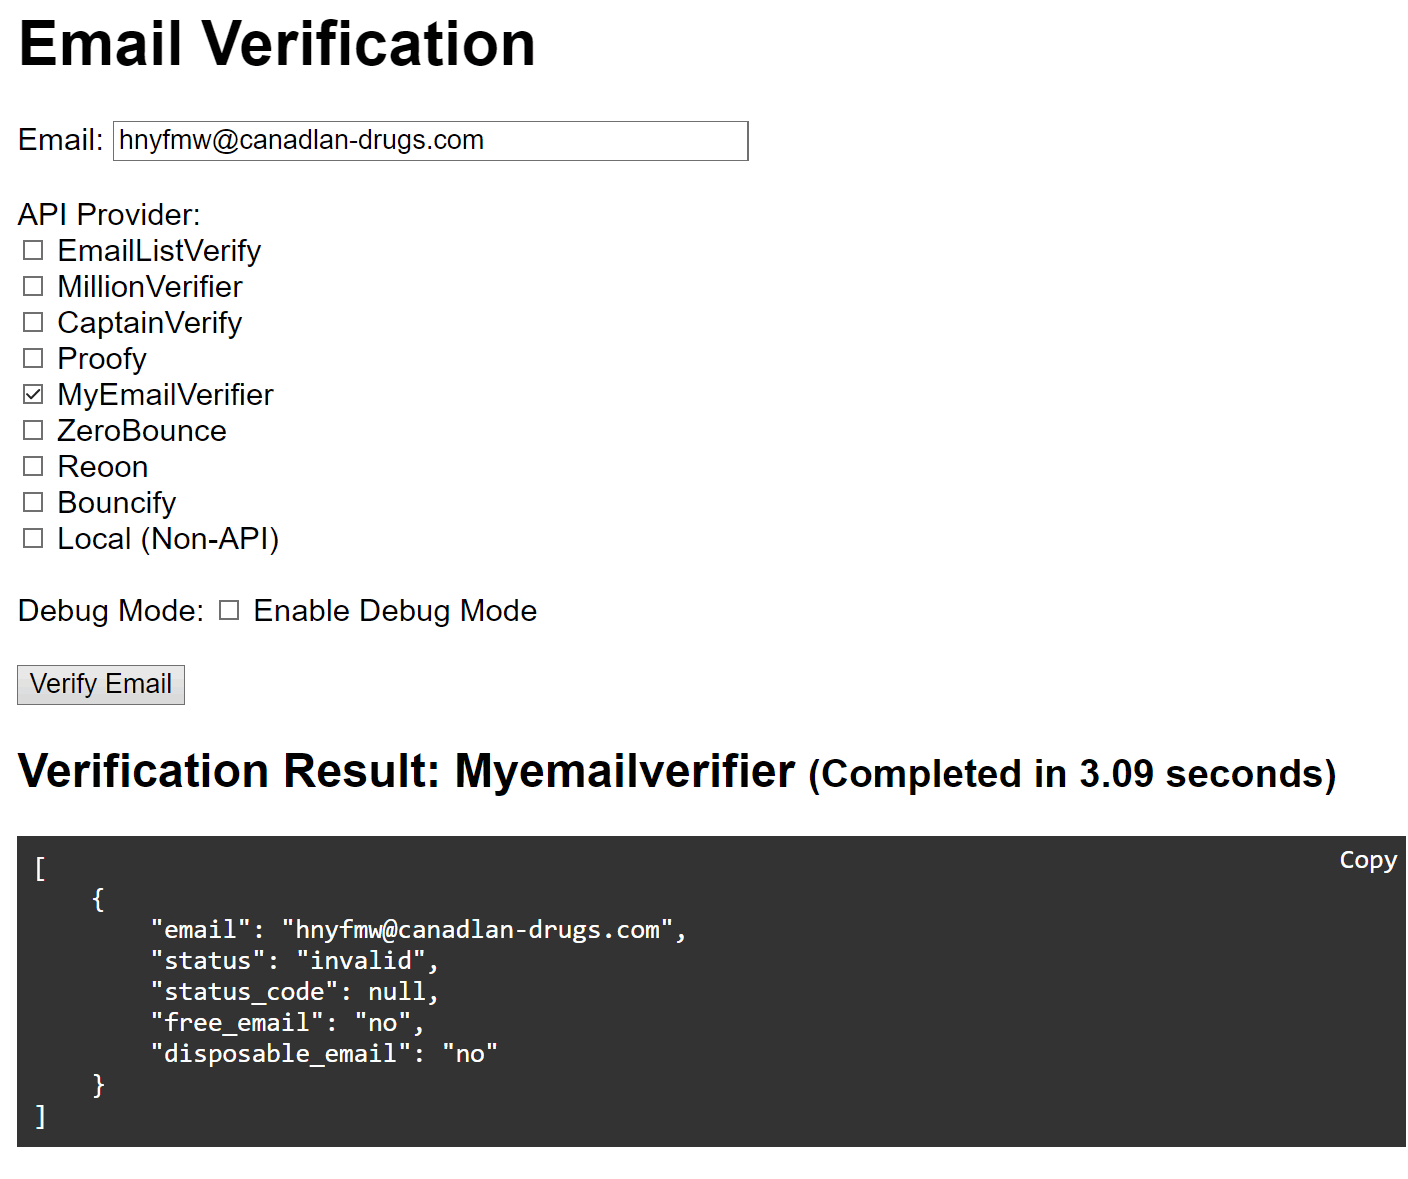 Email Verification
Email: hnyfmw@canadlan-drugs.com
API Provider:
EmailListVerify
MillionVerifier
CaptainVerify
Proofy
MyEmailVerifier
ZeroBounce
Reoon
Bouncify
Local (Non-API)
Debug Mode: Enable Debug Mode
Verify Email
Verification Result: Myemailverifier (Completed in 3.09 seconds)
Copy
[
    {
        "email": "hnyfmw@canadlan-drugs.com",
        "status": "invalid",
        "status_code": null,
        "free_email": "no",
        "disposable_email": "no"
    }
]